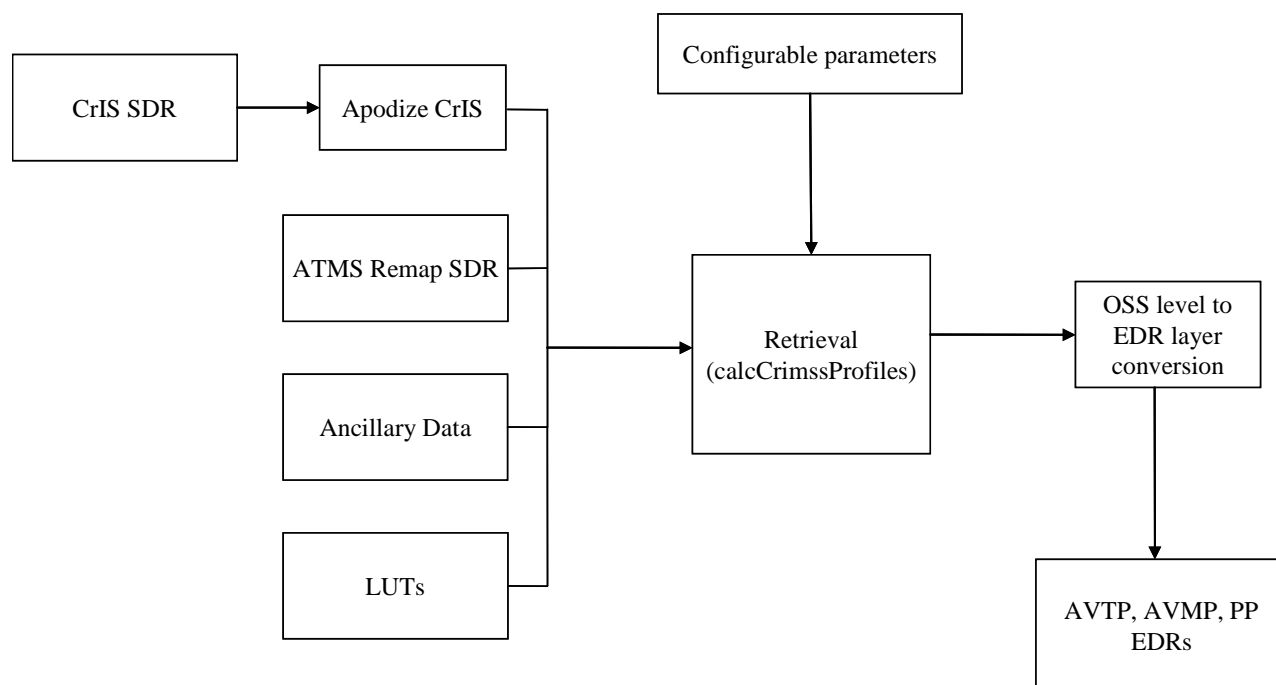 Configurable parameters
CrIS SDR
Apodize CrIS
ATMS Remap SDR
Retrieval
(calcCrimssProfiles)
OSS level to
EDR layer
conversion
Ancillary Data
LUTs
AVTP, AVMP, PP
EDRs